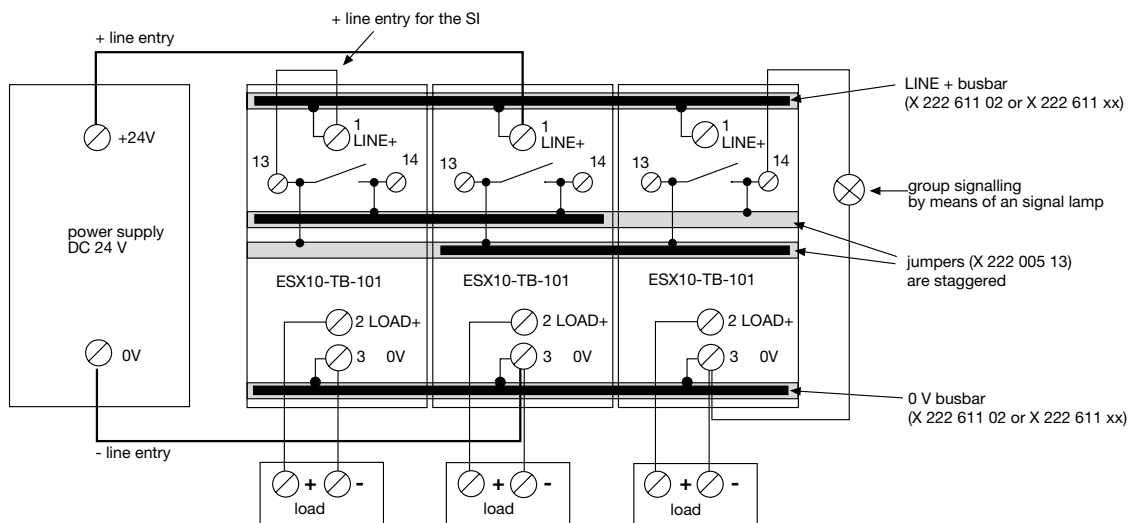 + line entry for the SI
+ line entry
LINE + busbar
(X 222 611 02 or X 222 611 xx)
+24V
1
LINE+
1
LINE+
1
LINE+
13
14
13
14
13
14
group signalling
by means of an signal lamp
power supply
DC 24 V
jumpers (X 222 005 13)
are staggered
ESX10-TB-101
ESX10-TB-101
ESX10-TB-101
2 LOAD+
2 LOAD+
2 LOAD+
0V
3 0V
3 0V
3 0V
0 V busbar
(X 222 611 02 or X 222 611 xx)
- line entry
+ -
+ -
+ -
load
load
load